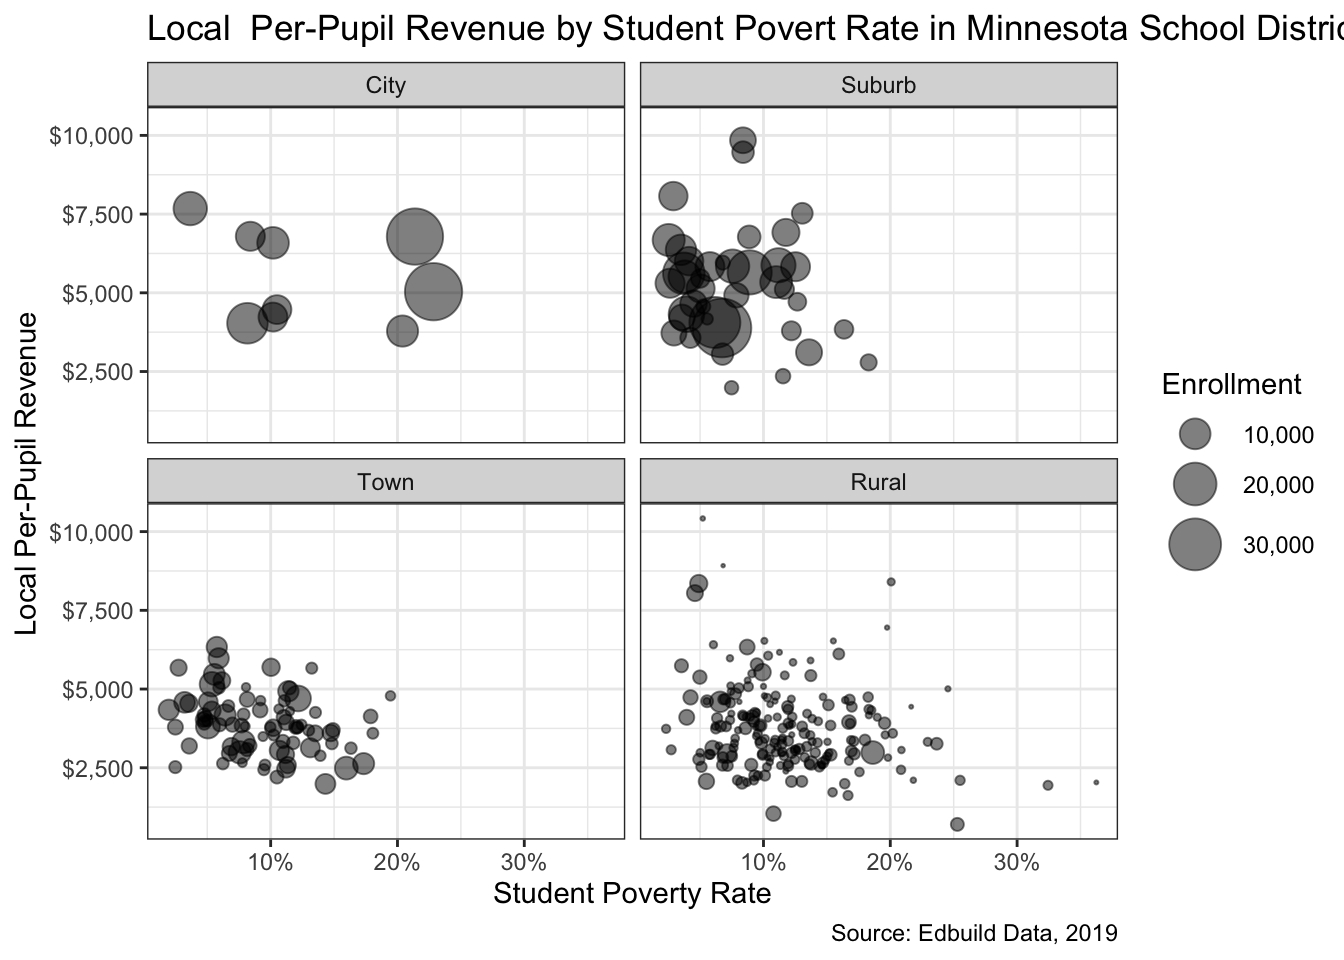 Local  Per-Pupil Revenue by Student Povert Rate in Minnesota School
City
Suburb
$10,000
$7,500
$5,000
$2,500
Town
Rural
$10,000
$7,500
$5,000
$2,500
10%
20%
30%
10%
20%
30%
Local Per-Pupil Revenue
Student Poverty Rate
Enrollment
10,000
20,000
30,000
Source: Edbuild Data, 2019